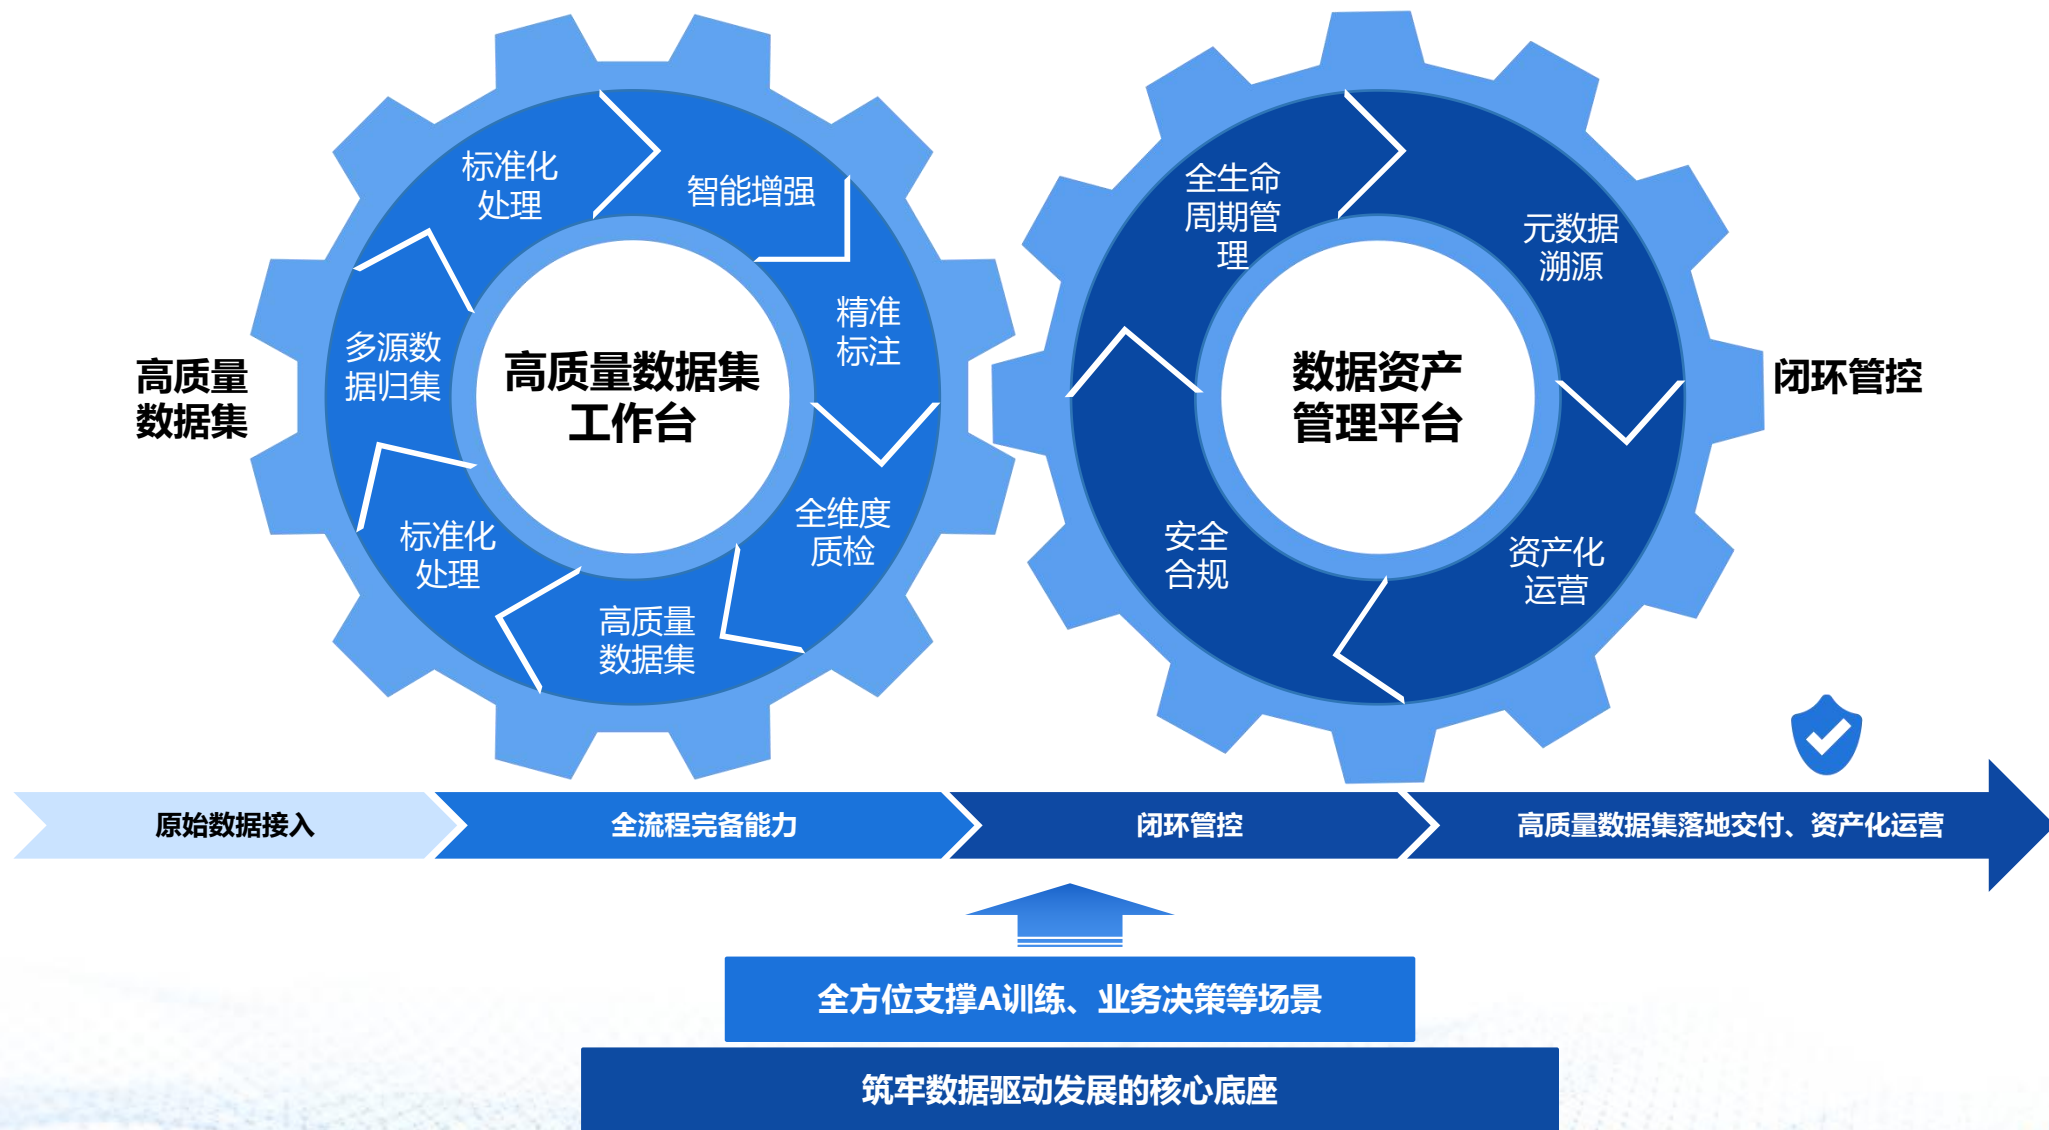 高质量
数据集
标准化
处理
智能增强
精准
标注
全维度
质检
高质量
数据集
标准化
处理
多源数
据归集
高质量数据集
工作台
全生命
周期管
理
元数据
溯源
资产化
运营
安全
合规
数据资产
管理平台
闭环管控
原始数据接入
全流程完备能力
闭环管控
高质量数据集落地交付、资产化运营
全方位支撑A训练、业务决策等场景
筑牢数据驱动发展的核心底座